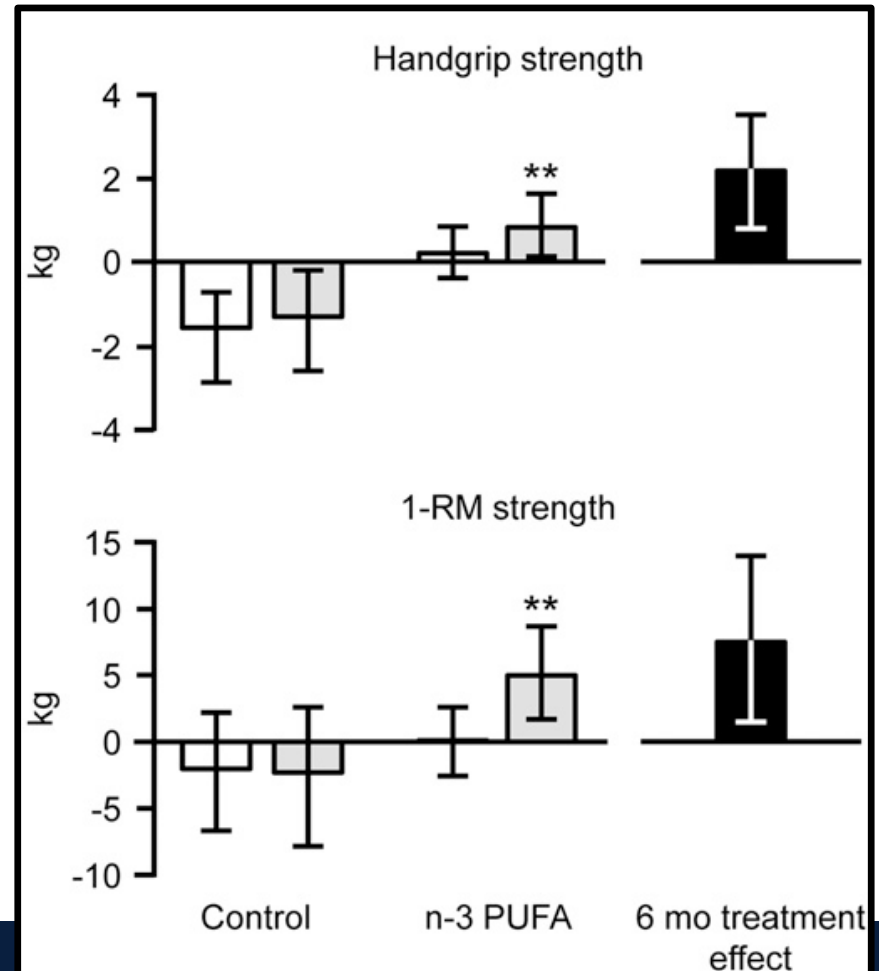 Handgrip strength
4
2
0
-2
-4
kg
**
1-RM strength
15
10
5
0
-5
-10
kg
**
Control n-3 PUFA 6 mo treatment
effect